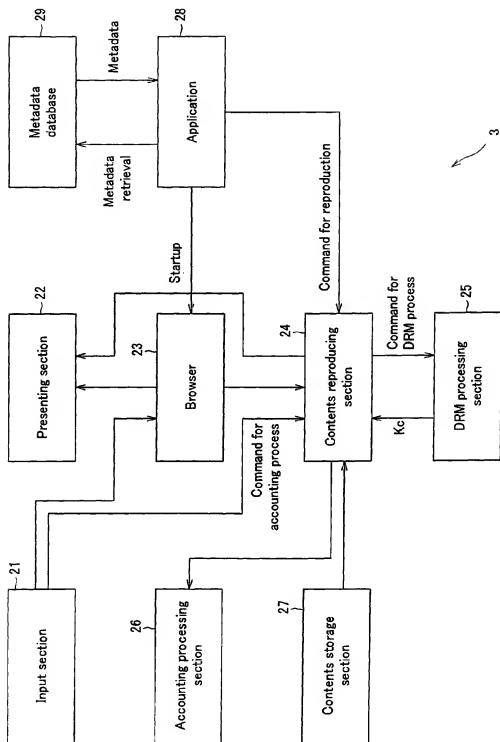 29
Metadata
database
Metadata
Metadata
retrieval
28
Application
Startup
Command for reproduction
3
22
Presenting section
23
Browser
24
Contents reproducing
section
Command for
DRM process
Kc
25
DRM processing
section
Command for
accounting process
21
Input section
26
Accounting processing
section
27
Contents storage
section